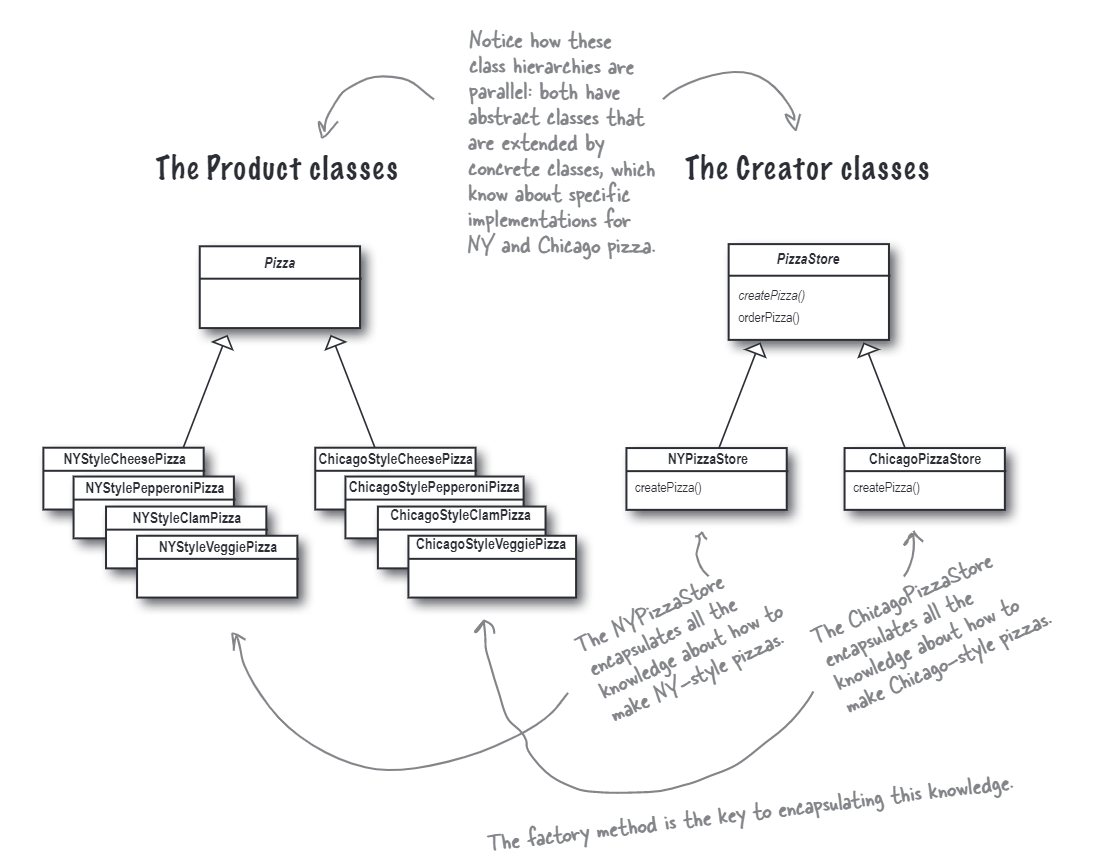 Notice how these
class hierarchies are
parallel: both have
abstract classes that
are extended by
concrete classes, which
know about specific
implementations for
NY and Chicago pizza.
The Product classes
The Creator classes
Pizza
PizzaStore
createPizza()
orderPizza()
NYStyleCheesePizza
NYStylePepperoniPizza
NYStyleClamPizza
NYStyleVeggiePizza
ChicagoStyleCheesePizza
ChicagoStylePepperoniPizza
ChicagoStyleClamPizza
ChicagoStyleVeggiePizza
NYPizzaStore
createPizza()
ChicagoPizzaStore
createPizza()
The NYPizzaStore
encapsulates all the
knowledge about how to
make NY-style pizzas.
The ChicagoPizzaStore
encapsulates all the
knowledge about how to
make Chicago-style pizzas.
The factory method is the key to encapsulating this knowledge.